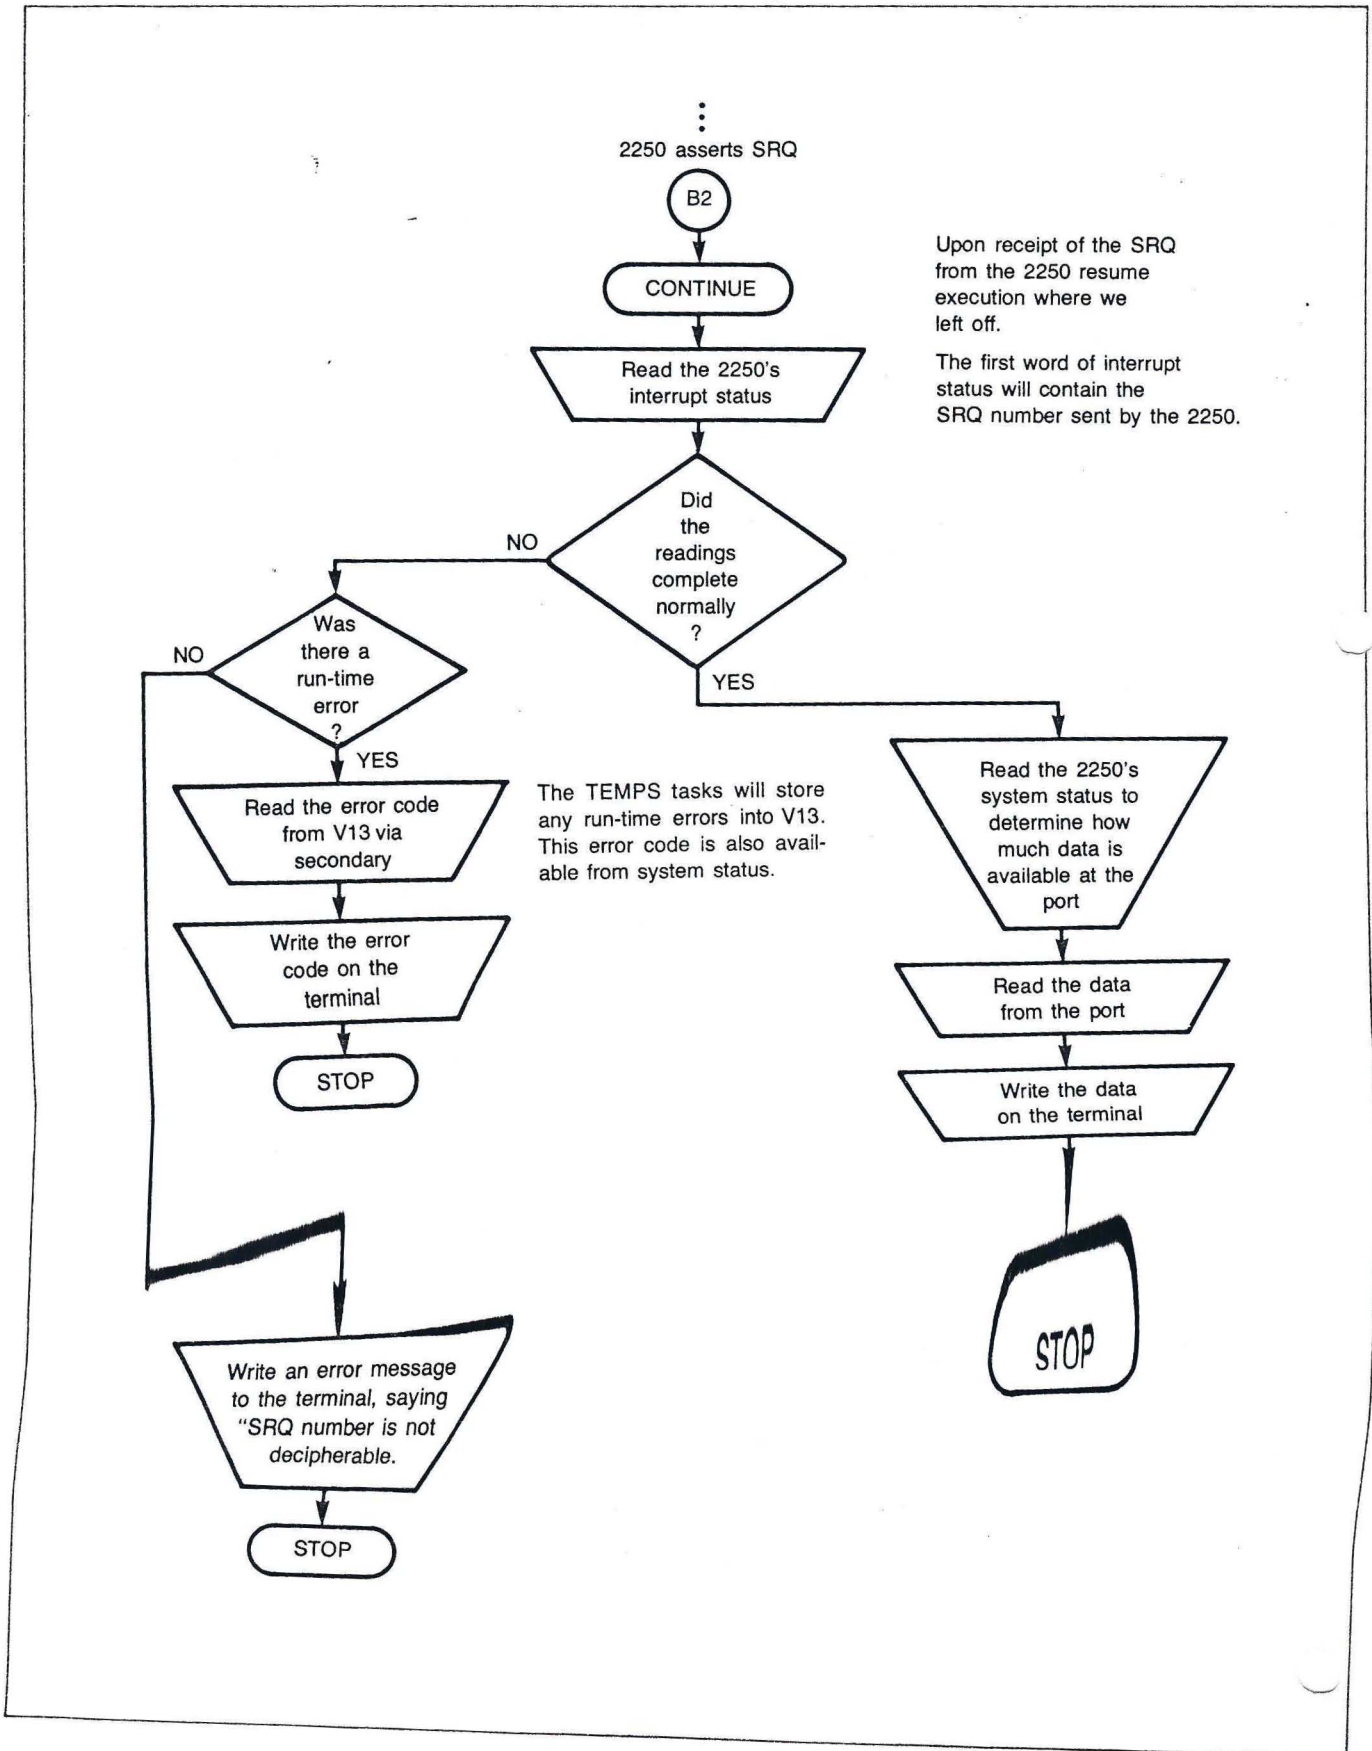 2250 asserts SRQ
B2
CONTINUE
Upon receipt of the SRQ
from the 2250 resume
execution where we
left off.
The first word of interrupt
status will contain the
SRQ number sent by the 2250.
Read the 2250's
interrupt status
Did
the
readings
complete
normally
?
NO
YES
Was
there a
run-time
error
?
NO
YES
Read the error code
from V13 via
secondary
The TEMPS tasks will store
any run-time errors into V13.
This error code is also avail-
able from system status.
Write the error
code on the
terminal
STOP
Read the 2250's
system status to
determine how
much data is
available at the
port
Read the data
from the port
Write the data
on the terminal
STOP
Write an error message
to the terminal, saying
"SRQ number is not
decipherable.
STOP